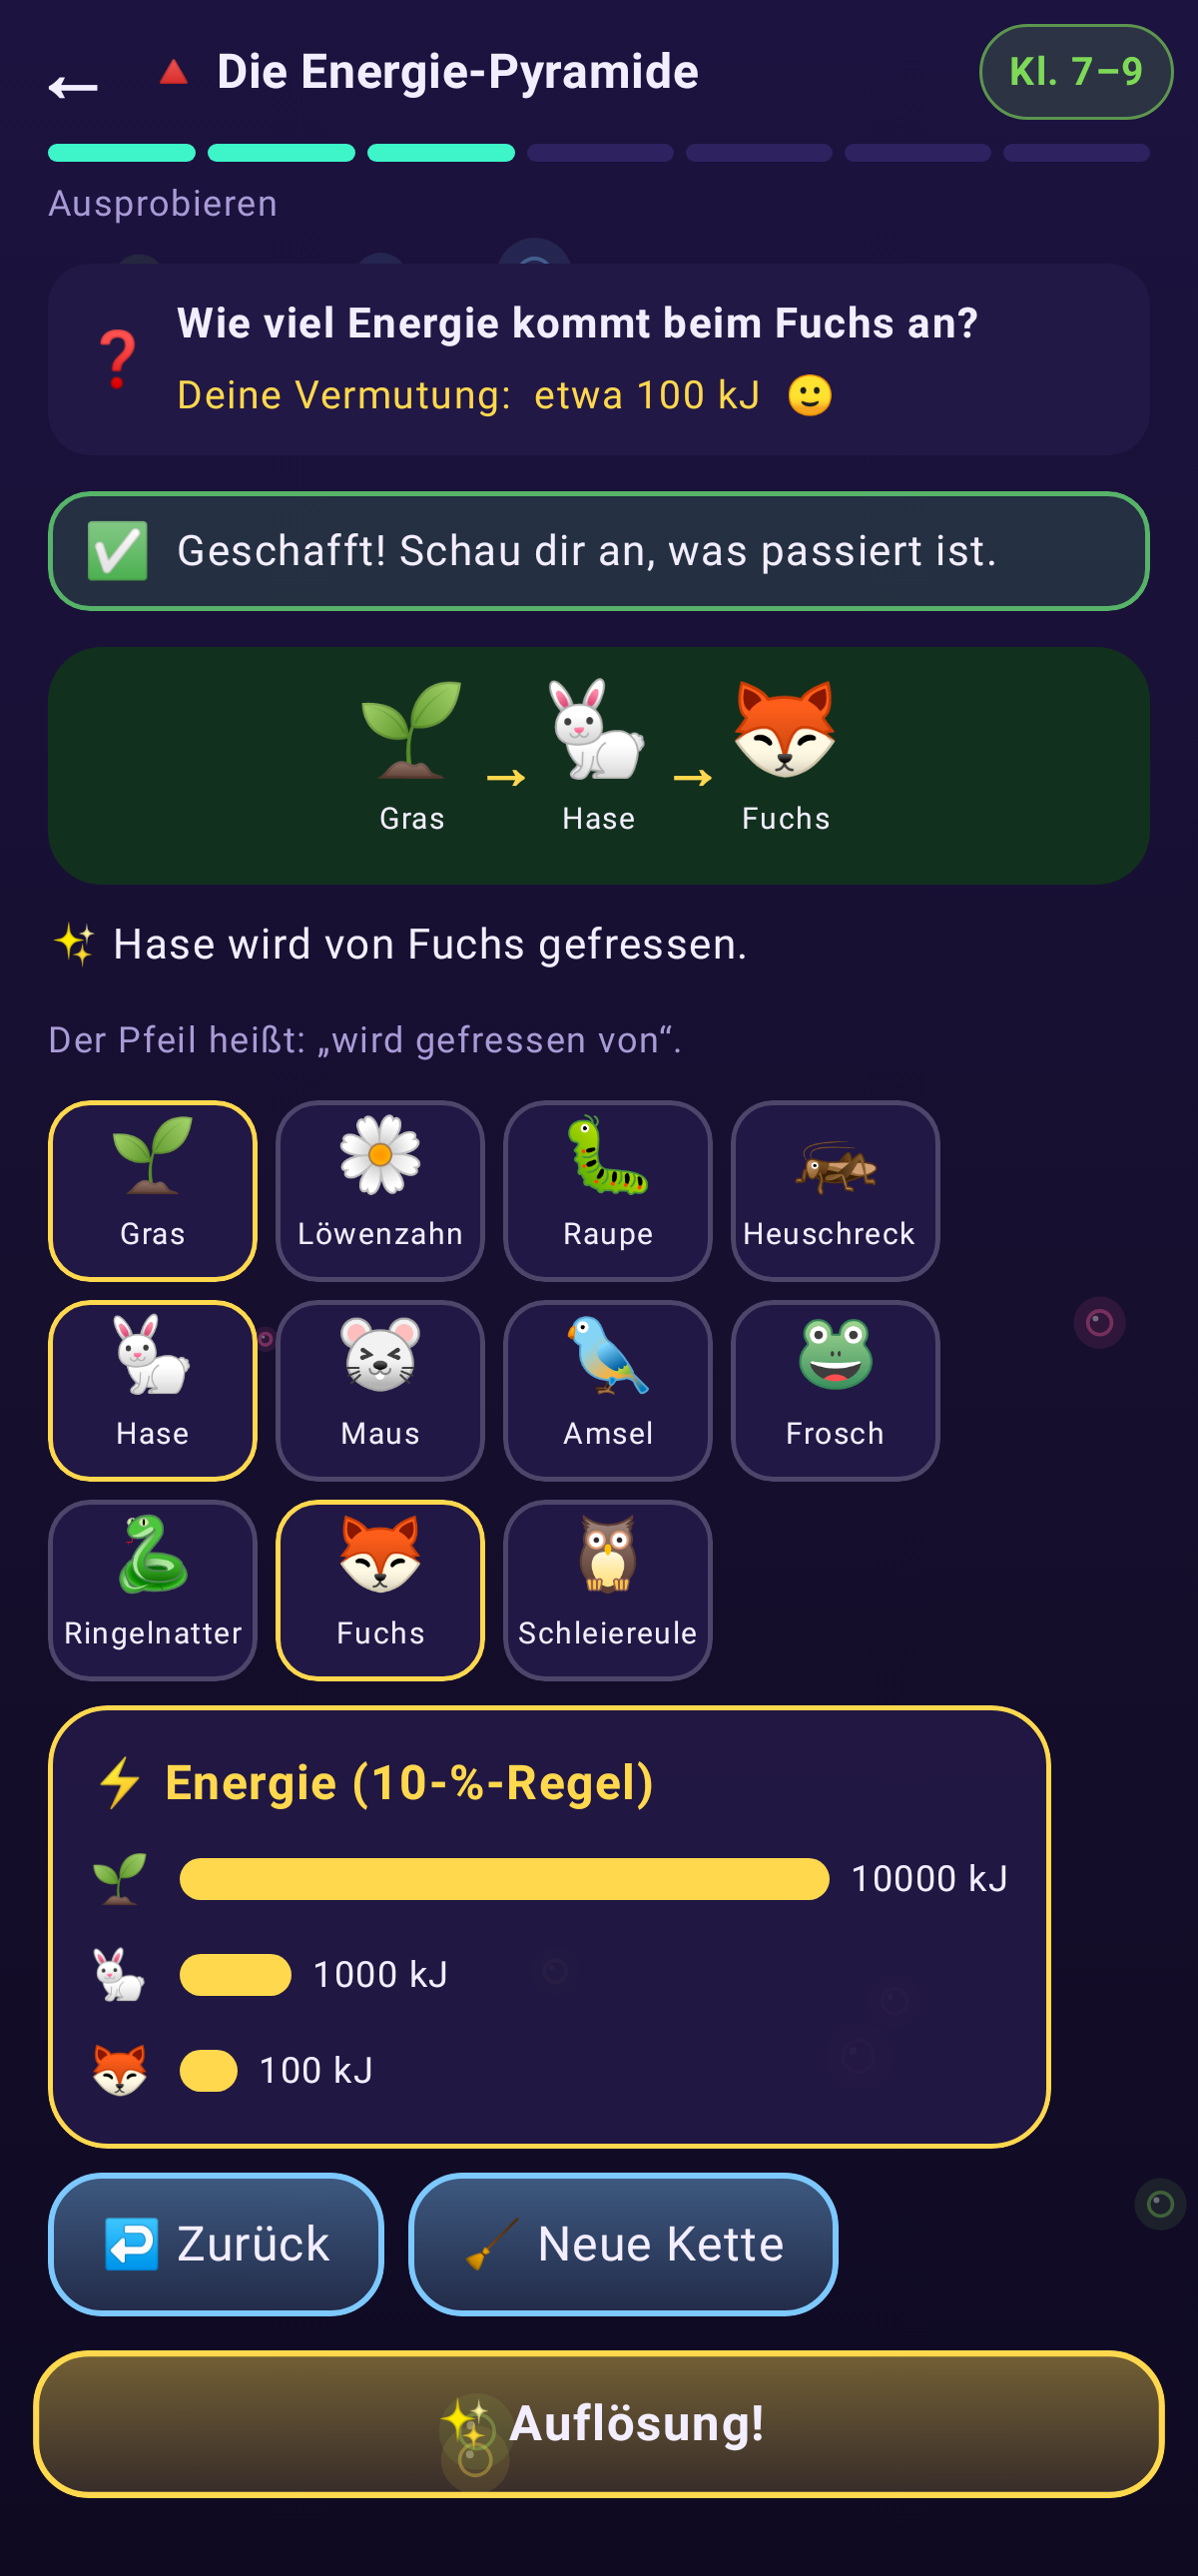 Die Energie-Pyramide
Kl. 7–9
Ausprobieren
Wie viel Energie kommt beim Fuchs an?
Deine Vermutung: etwa 100 kJ
Geschafft! Schau dir an, was passiert ist.
Gras → Hase → Fuchs
Hase wird von Fuchs gefressen.
Der Pfeil heißt: „wird gefressen von“.
Gras Löwenzahn Raupe Heuschreck
Hase Maus Amsel Frosch
Ringelnatter Fuchs Schleiereule
Energie (10-%-Regel)
10000 kJ
1000 kJ
100 kJ
Zurück Neue Kette
Auflösung!